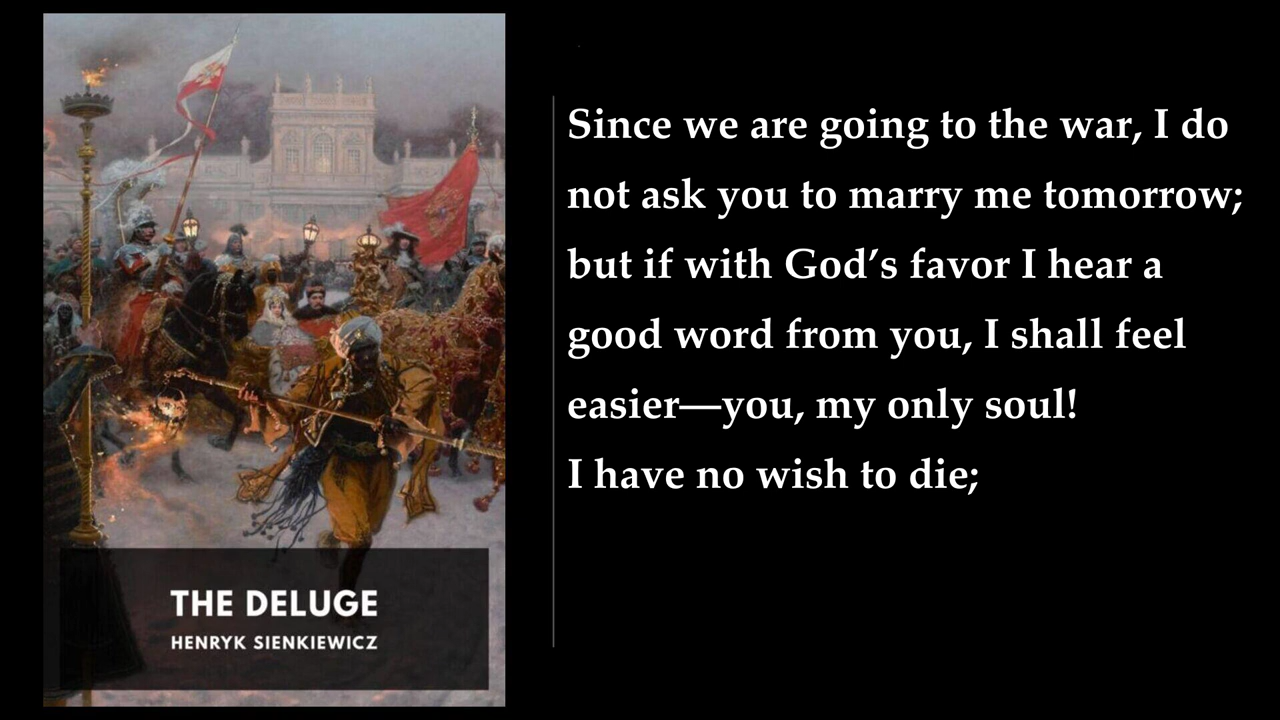 THE DELUGE
HENRYK SIENKIEWICZ
Since we are going to the war, I do
not ask you to marry me tomorrow;
but if with God’s favor I hear a
good word from you, I shall feel
easier—you, my only soul!
I have no wish to die;